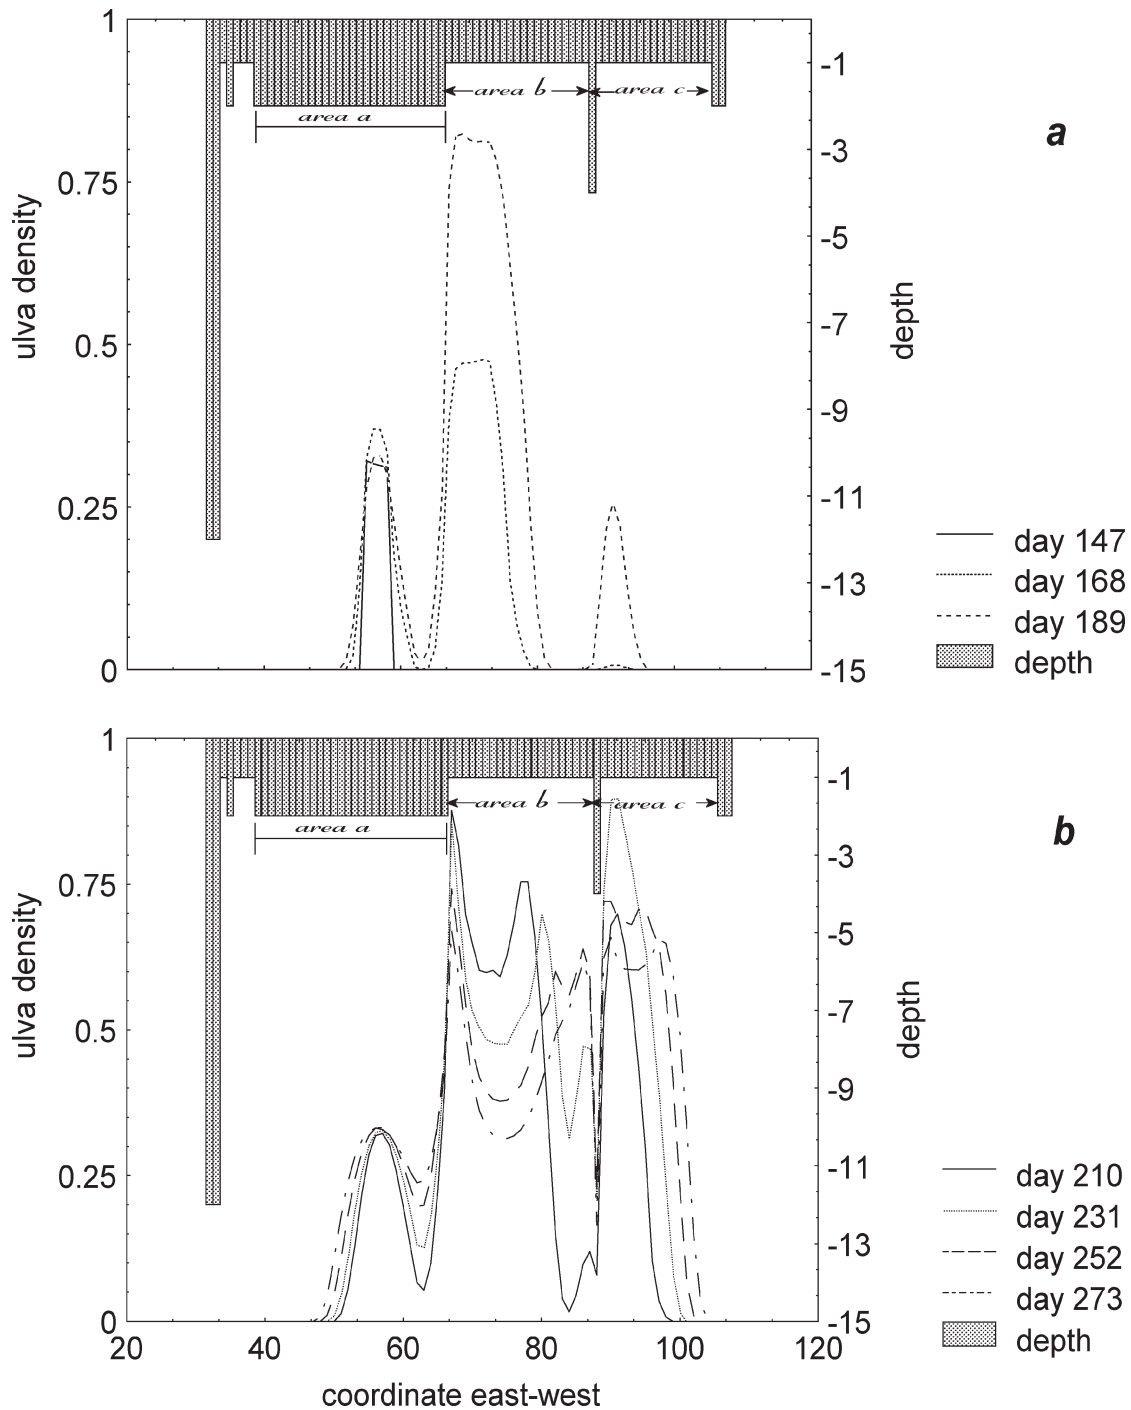 1
0.75
0.5
0.25
0
ulva density
area a
area b
area c
-1
-3
-5
-7
-9
-11
-13
-15
depth
a
day 147
day 168
day 189
depth
1
0.75
0.5
0.25
0
ulva density
area a
area b
area c
-1
-3
-5
-7
-9
-11
-13
-15
depth
b
day 210
day 231
day 252
day 273
depth
20 40 60 80 100 120
coordinate east-west